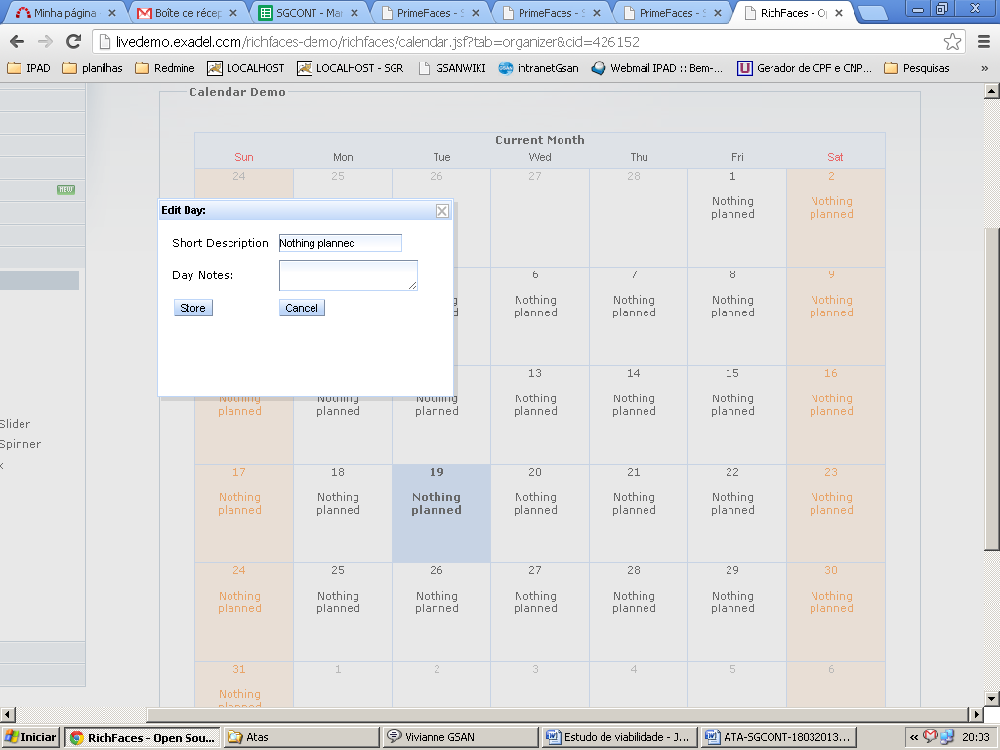 Minha página
Boîte de récep
SGCONT - Mar
PrimeFaces - S
PrimeFaces - S
PrimeFaces - S
RichFaces - Op
livedemo.exadel.com/richfaces-demo/richfaces/calendar.jsf?tab=organizer&cid=426152
IPAD
planilhas
Redmine
LOCALHOST
LOCALHOST - SGR
GSANWIKI
intranetGsan
Webmail IPAD :: Bem-...
Gerador de CPF e CNP...
Pesquisas
»
Calendar Demo
Current Month
Sun Mon Tue Wed Thu Fri Sat
24 25 26 27 28 1 2
Nothing Nothing
planned planned
NEW
Edit Day:
Short Description: Nothing planned
Day Notes:
Store Cancel
6 7 8 9
Nothing Nothing Nothing Nothing
planned planned planned planned
13 14 15 16
Nothing Nothing Nothing Nothing Nothing Nothing Nothing
planned planned planned planned planned planned planned
Slider
Spinner
x
17 18 19 20 21 22 23
Nothing Nothing Nothing Nothing Nothing Nothing Nothing
planned planned planned planned planned planned planned
24 25 26 27 28 29 30
Nothing Nothing Nothing Nothing Nothing Nothing Nothing
planned planned planned planned planned planned planned
31 1 2 3 4 5 6
Nothing
planned
Iniciar
RichFaces - Open Sou...
Atas
Vivianne GSAN
Estudo de viabilidade - J...
ATA-SGCONT-18032013...
«
20:03